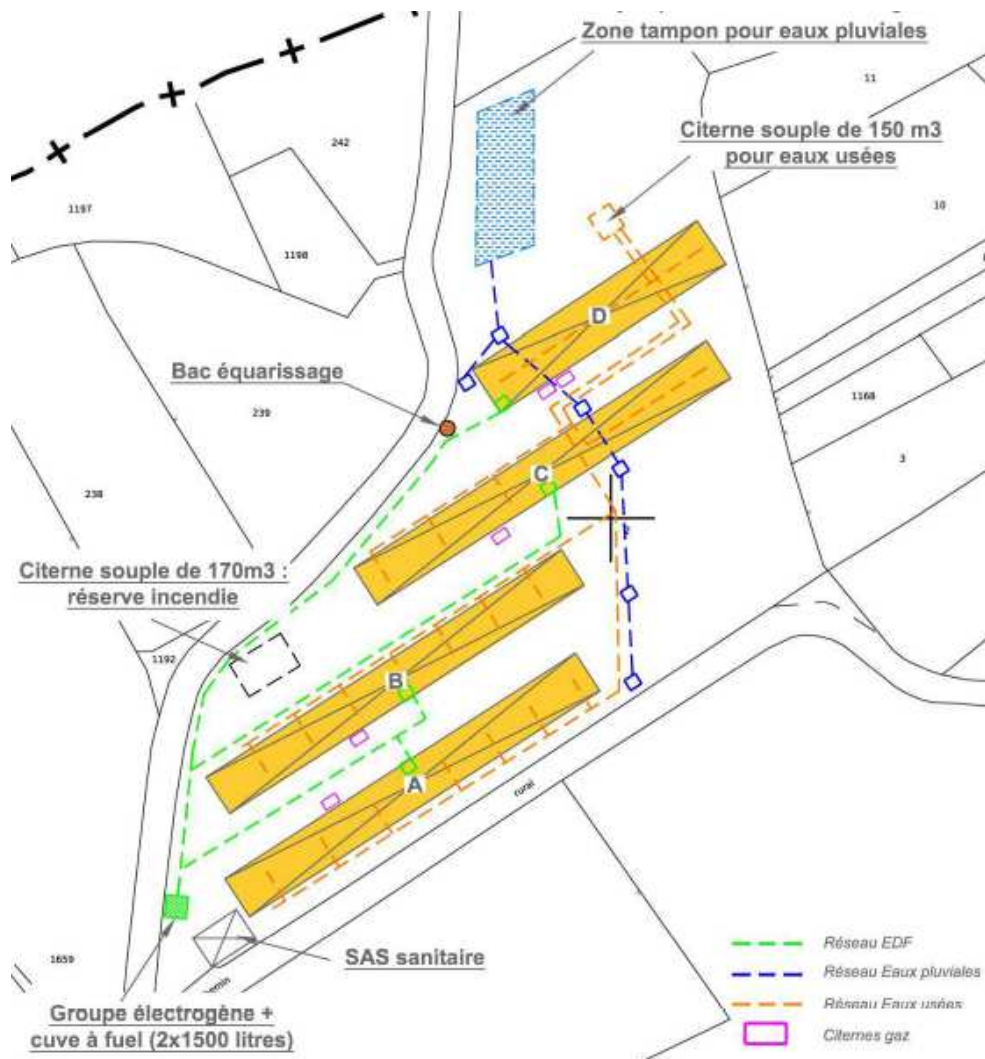 Zone tampon pour eaux pluviales
11
Citerne souple de 150 m3
pour eaux usées
242
1197
10
1198
D
Bac équarissage
239
1168
3
C
238
Citerne souple de 170m3 :
réserve incendie
1192
B
A
rural
SAS sanitaire
1659
Groupe électrogène +
cuve à fuel (2x1500 litres)
Réseau EDF
Réseau Eaux pluviales
Réseau Eaux usées
Citernes gaz